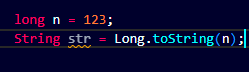 long n = 123;
String str = Long.toString(n);